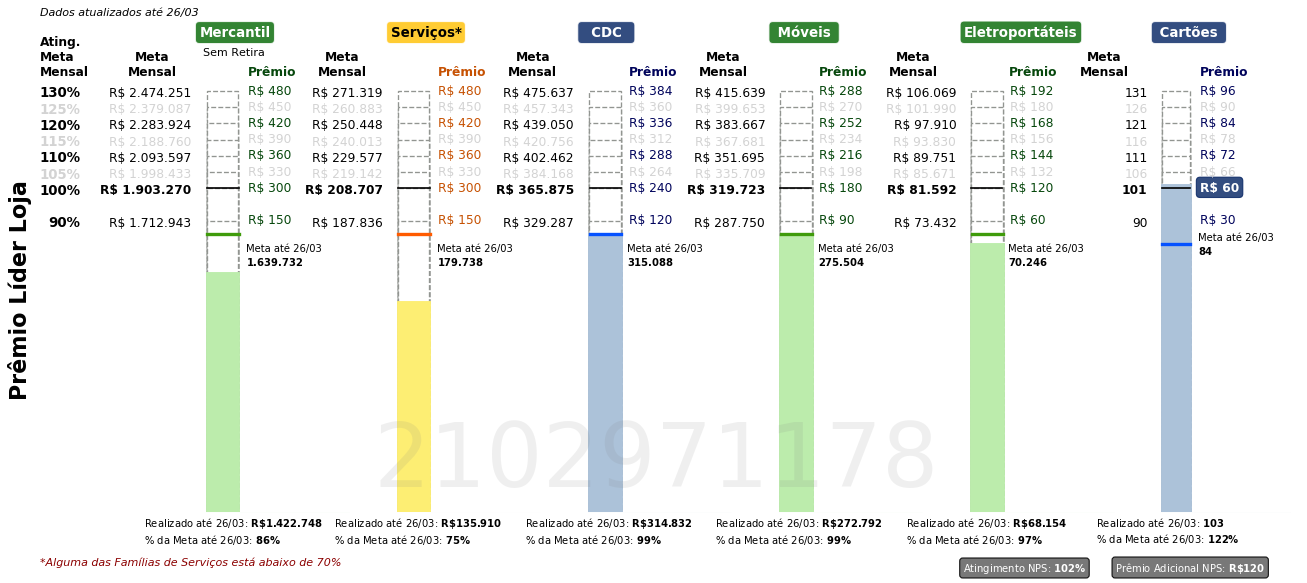 Dados atualizados até 26/03
Mercantil Serviços* CDC Móveis Eletroportáteis Cartões
Sem Retira
Ating. Meta Mensal Meta Mensal Prêmio Meta Mensal Prêmio Meta Mensal Prêmio Meta Mensal Prêmio Meta Mensal Prêmio Meta Mensal Prêmio
130% R$ 2.474.251 R$ 480 R$ 271.319 R$ 480 R$ 475.637 R$ 384 R$ 415.639 R$ 288 R$ 106.069 R$ 192 131 R$ 96
125% R$ 2.379.087 R$ 450 R$ 260.883 R$ 450 R$ 457.343 R$ 360 R$ 399.653 R$ 270 R$ 101.990 R$ 180 126 R$ 90
120% R$ 2.283.924 R$ 420 R$ 250.448 R$ 420 R$ 439.050 R$ 336 R$ 383.667 R$ 252 R$ 97.910 R$ 168 121 R$ 84
115% R$ 2.188.760 R$ 390 R$ 240.013 R$ 390 R$ 420.756 R$ 312 R$ 367.681 R$ 234 R$ 93.830 R$ 156 116 R$ 78
110% R$ 2.093.597 R$ 360 R$ 229.577 R$ 360 R$ 402.462 R$ 288 R$ 351.695 R$ 216 R$ 89.751 R$ 144 111 R$ 72
105% R$ 1.998.433 R$ 330 R$ 219.142 R$ 330 R$ 384.168 R$ 264 R$ 335.709 R$ 198 R$ 85.671 R$ 132 106 R$ 66
100% R$ 1.903.270 R$ 300 R$ 208.707 R$ 300 R$ 365.875 R$ 240 R$ 319.723 R$ 180 R$ 81.592 R$ 120 101 R$ 60
90% R$ 1.712.943 R$ 150 R$ 187.836 R$ 150 R$ 329.287 R$ 120 R$ 287.750 R$ 90 R$ 73.432 R$ 60 90 R$ 30
Meta até 26/03 Meta até 26/03 Meta até 26/03 Meta até 26/03 Meta até 26/03 Meta até 26/03
1.639.732 179.738 315.088 275.504 70.246 84
Prêmio Líder Loja
2102971178
Realizado até 26/03: R$1.422.748 Realizado até 26/03: R$135.910 Realizado até 26/03: R$314.832 Realizado até 26/03: R$272.792 Realizado até 26/03: R$68.154 Realizado até 26/03: 103
% da Meta até 26/03: 86% % da Meta até 26/03: 75% % da Meta até 26/03: 99% % da Meta até 26/03: 99% % da Meta até 26/03: 97% % da Meta até 26/03: 122%
*Alguma das Famílias de Serviços está abaixo de 70%
Atingimento NPS: 102% Prêmio Adicional NPS: R$120